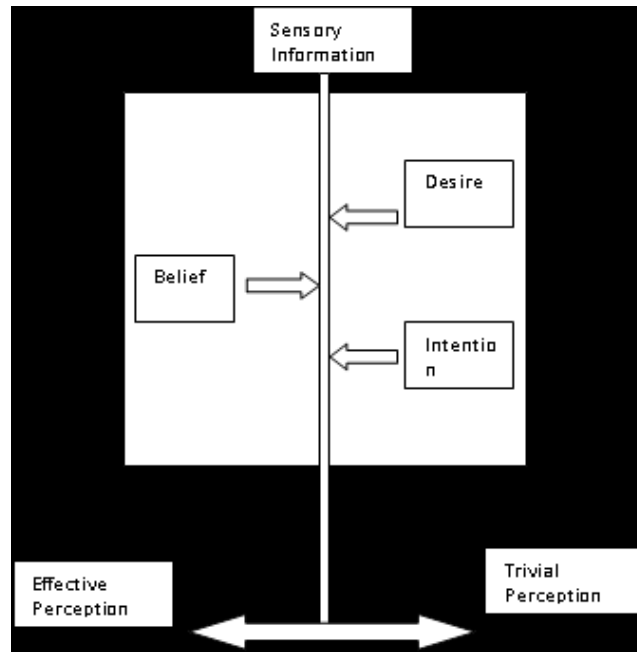 Sensory
Information
Desire
Belief
Intentio
n
Effective
Perception
Trivial
Perception